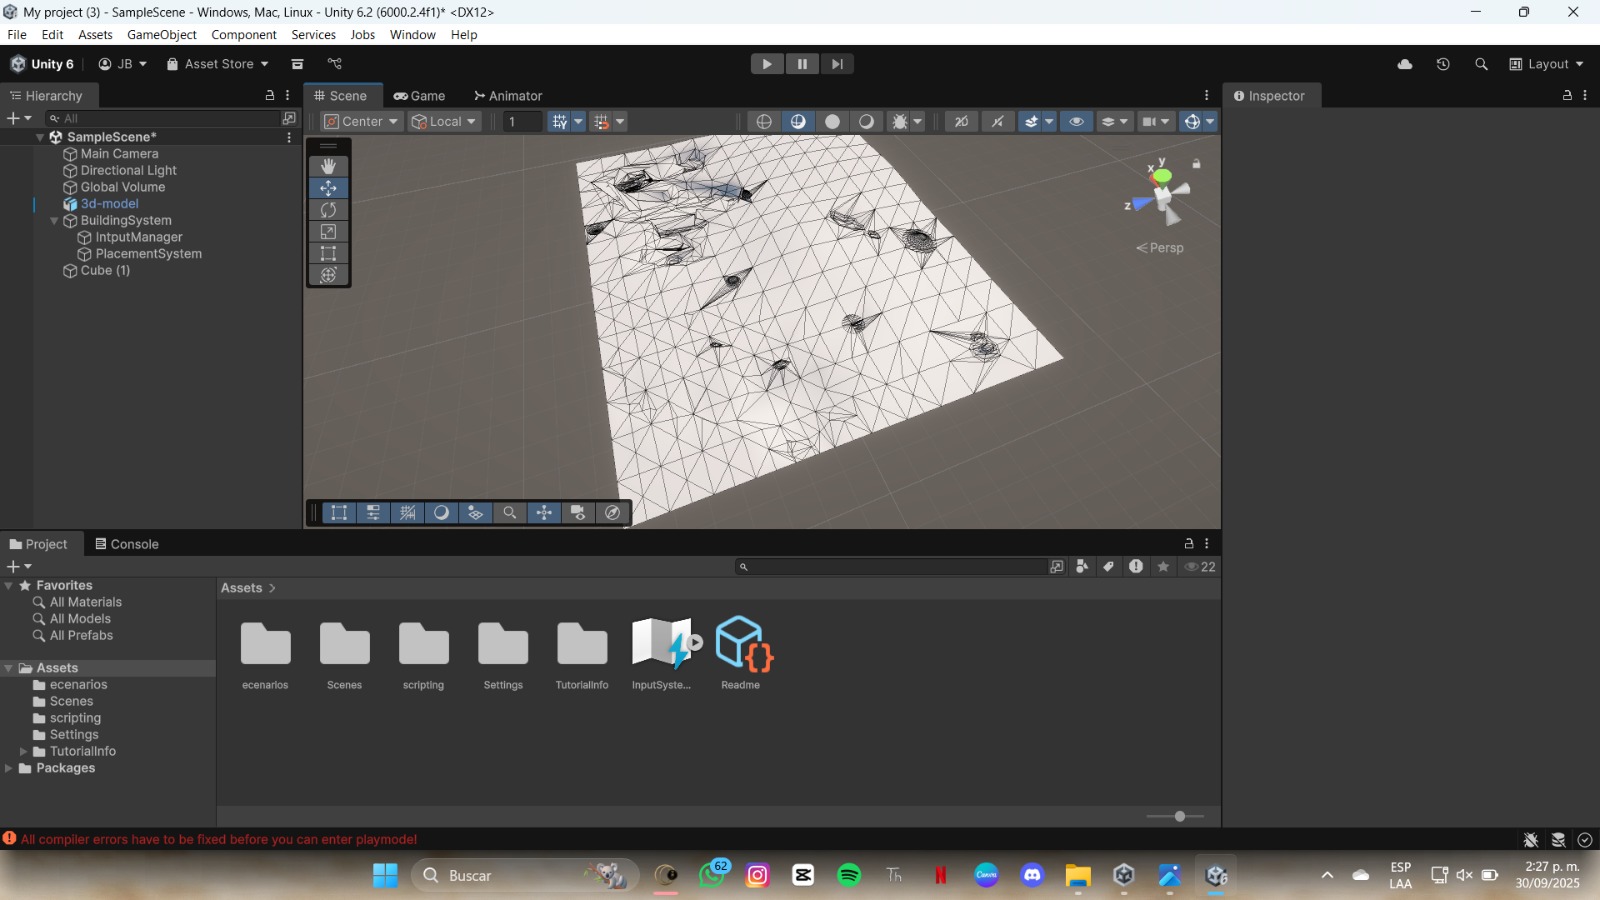 My project (3) - SampleScene - Windows, Mac, Linux - Unity 6.2 (6000.2.4f1)* <DX12>
File Edit Assets GameObject Component Services Jobs Window Help
Unity 6 JB Asset Store Layout
Hierarchy
Scene Game Animator
Inspector
All
Center Local 1
SampleScene*
Main Camera
Directional Light
Global Volume
3d-model
BuildingSystem
IntputManager
PlacementSystem
Cube (1)
y
x
z
Persp
Project Console
22
Favorites
All Materials
All Models
All Prefabs
Assets
ecenarios
Scenes
scripting
Settings
TutorialInfo
Packages
Assets >
ecenarios Scenes scripting Settings TutorialInfo InputSyste... Readme
All compiler errors have to be fixed before you can enter playmode!
Buscar
62
Th
N
Canva
ESP
LAA
2:27 p. m.
30/09/2025